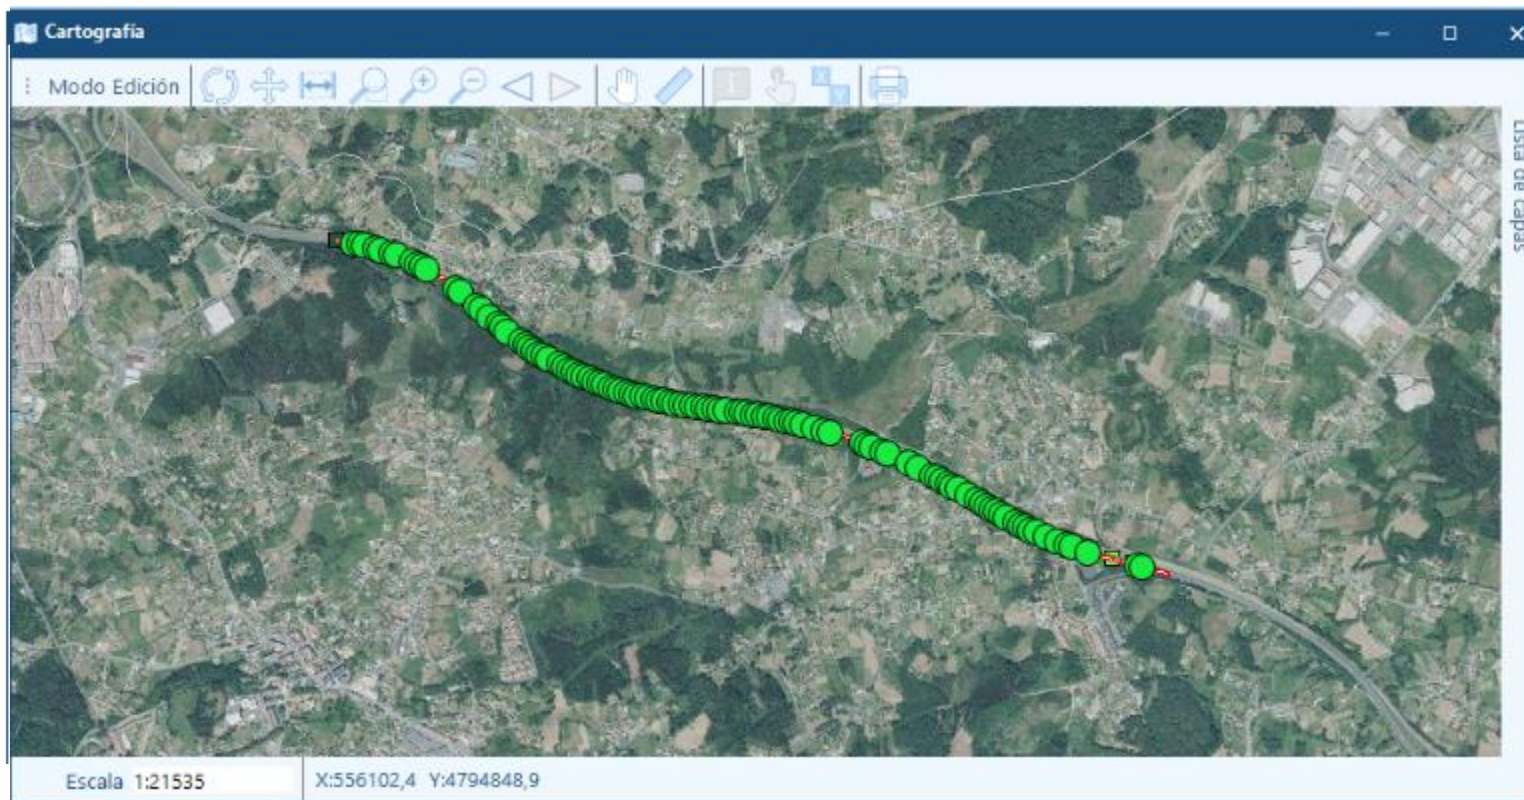 Cartografía
Modo Edición
Lista de capas
Escala 1:21535
X:556102,4 Y:4794848,9